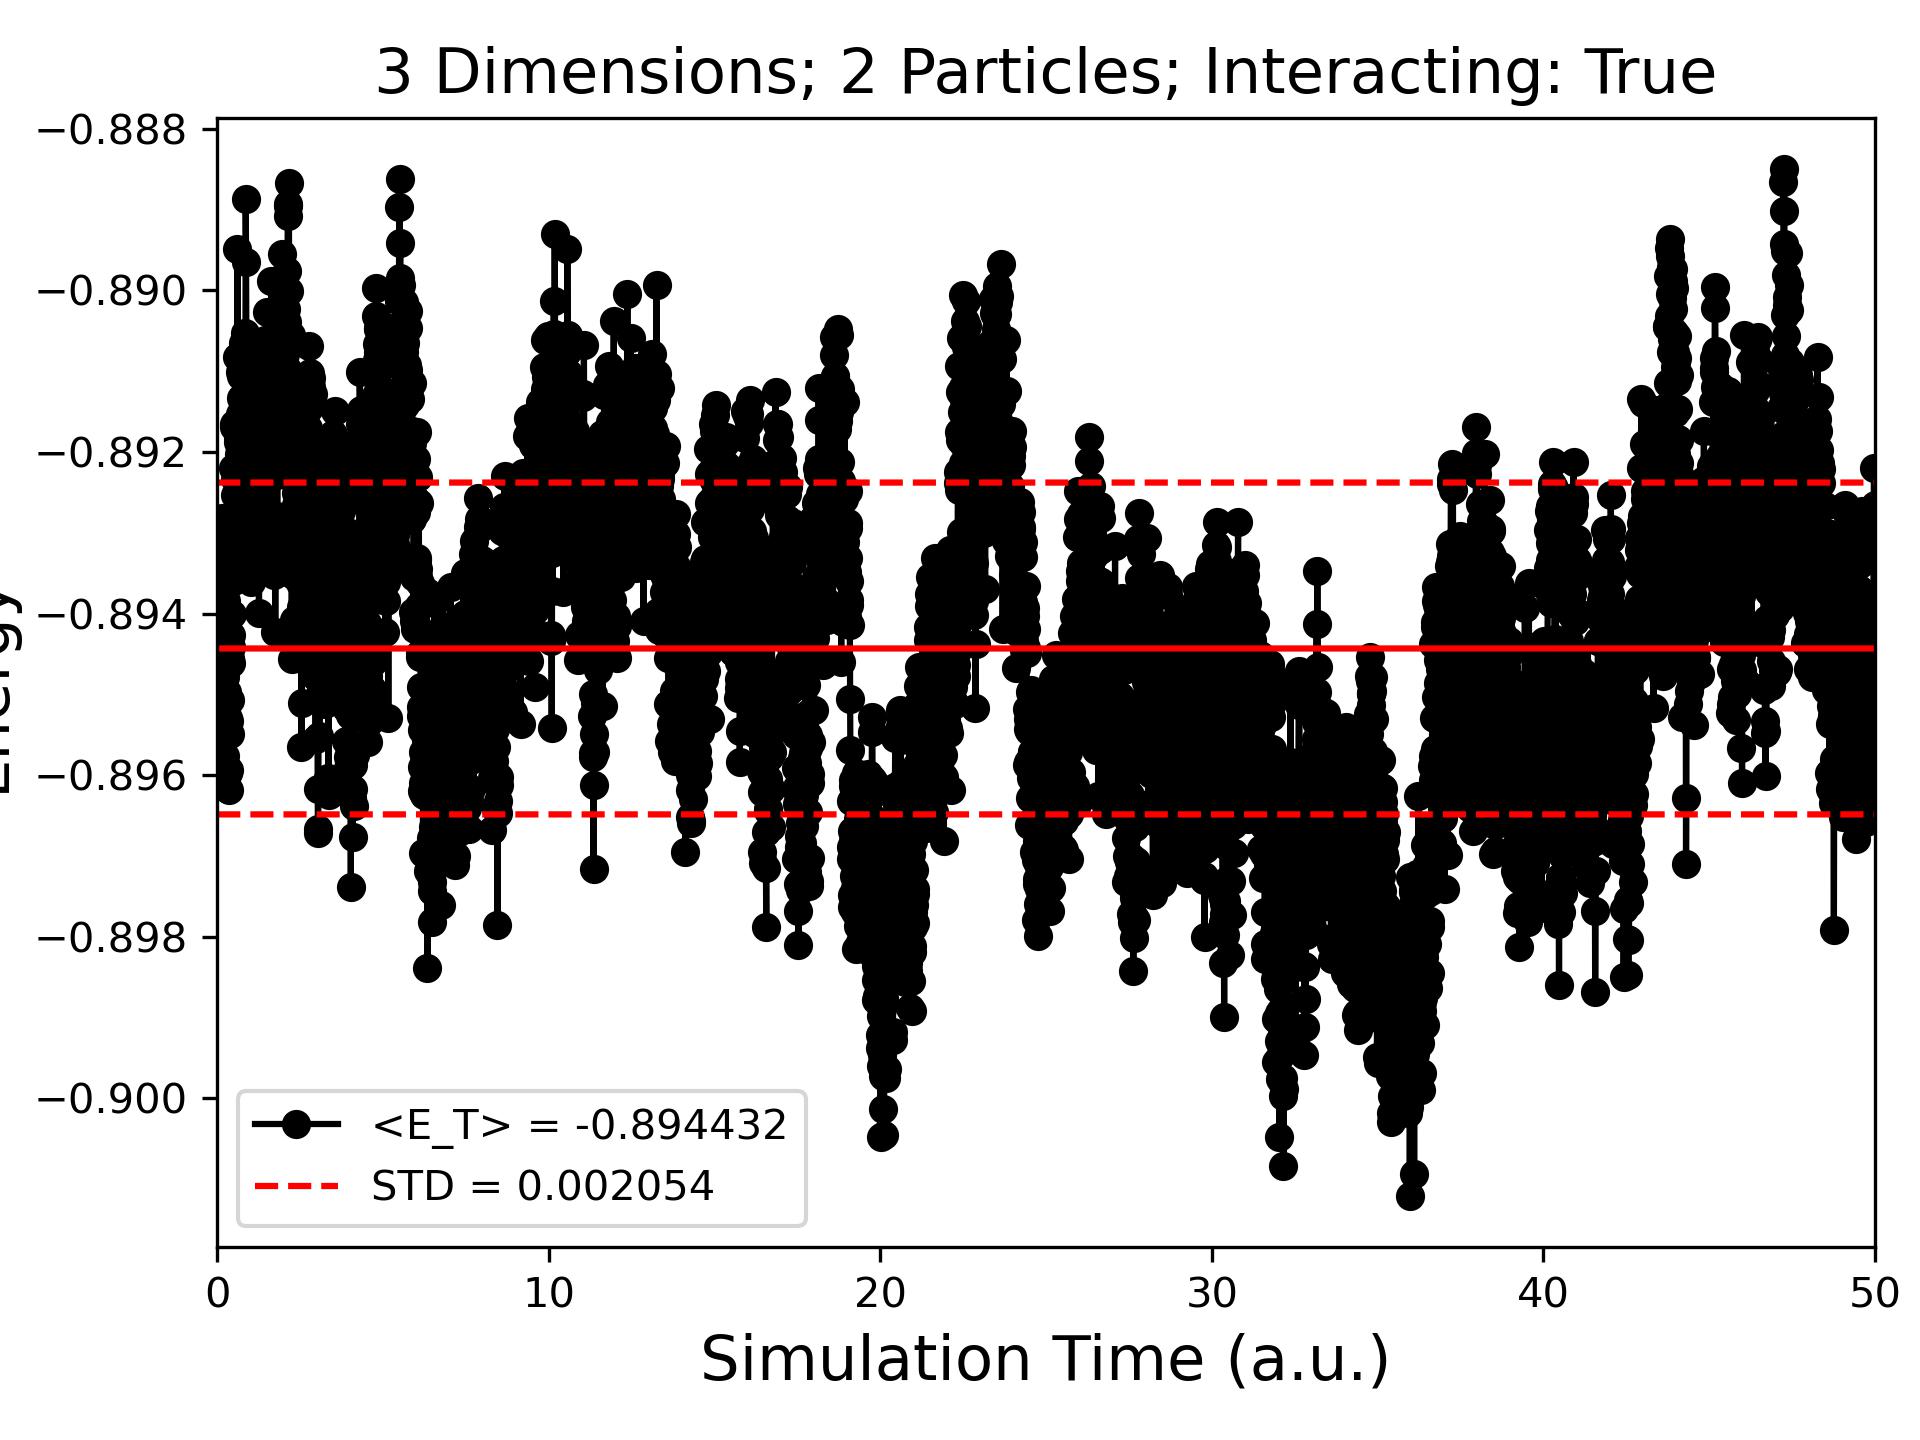 3 Dimensions; 2 Particles; Interacting: True
−0.888
−0.890
−0.892
−0.894
−0.896
−0.898
−0.900
Energy
<E_T> = -0.894432
STD = 0.002054
0 10 20 30 40 50
Simulation Time (a.u.)